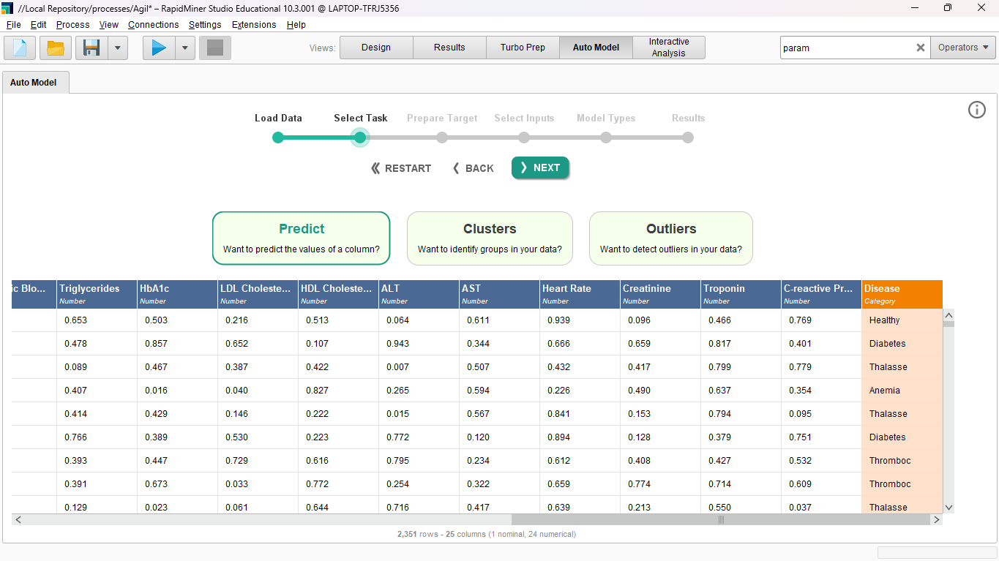 //Local Repository/processes/Agil* – RapidMiner Studio Educational 10.3.001 @ LAPTOP-TFRJ5356
File Edit Process View Connections Settings Extensions Help
Views: Design Results Turbo Prep Auto Model Interactive Analysis param Operators
Auto Model
Load Data Select Task Prepare Target Select Inputs Model Types Results
RESTART BACK NEXT
Predict Clusters Outliers
Want to predict the values of a column? Want to identify groups in your data? Want to detect outliers in your data?
ic Blo... Triglycerides HbA1c LDL Choleste... HDL Choleste... ALT AST Heart Rate Creatinine Troponin C-reactive Pr... Disease
Number Number Number Number Number Number Number Number Number Number Category
0.653 0.503 0.216 0.513 0.064 0.611 0.939 0.096 0.466 0.769 Healthy
0.478 0.857 0.652 0.107 0.943 0.344 0.666 0.659 0.817 0.401 Diabetes
0.089 0.467 0.387 0.422 0.007 0.507 0.432 0.417 0.799 0.779 Thalasse
0.407 0.016 0.040 0.827 0.265 0.594 0.226 0.490 0.637 0.354 Anemia
0.414 0.429 0.146 0.222 0.015 0.567 0.841 0.153 0.794 0.095 Thalasse
0.766 0.389 0.530 0.223 0.772 0.120 0.894 0.128 0.379 0.751 Diabetes
0.393 0.447 0.729 0.616 0.795 0.234 0.612 0.408 0.427 0.532 Thromboc
0.391 0.673 0.033 0.772 0.254 0.322 0.659 0.774 0.714 0.609 Thromboc
0.129 0.023 0.061 0.644 0.716 0.417 0.639 0.213 0.550 0.037 Thalasse
2,351 rows - 25 columns (1 nominal, 24 numerical)